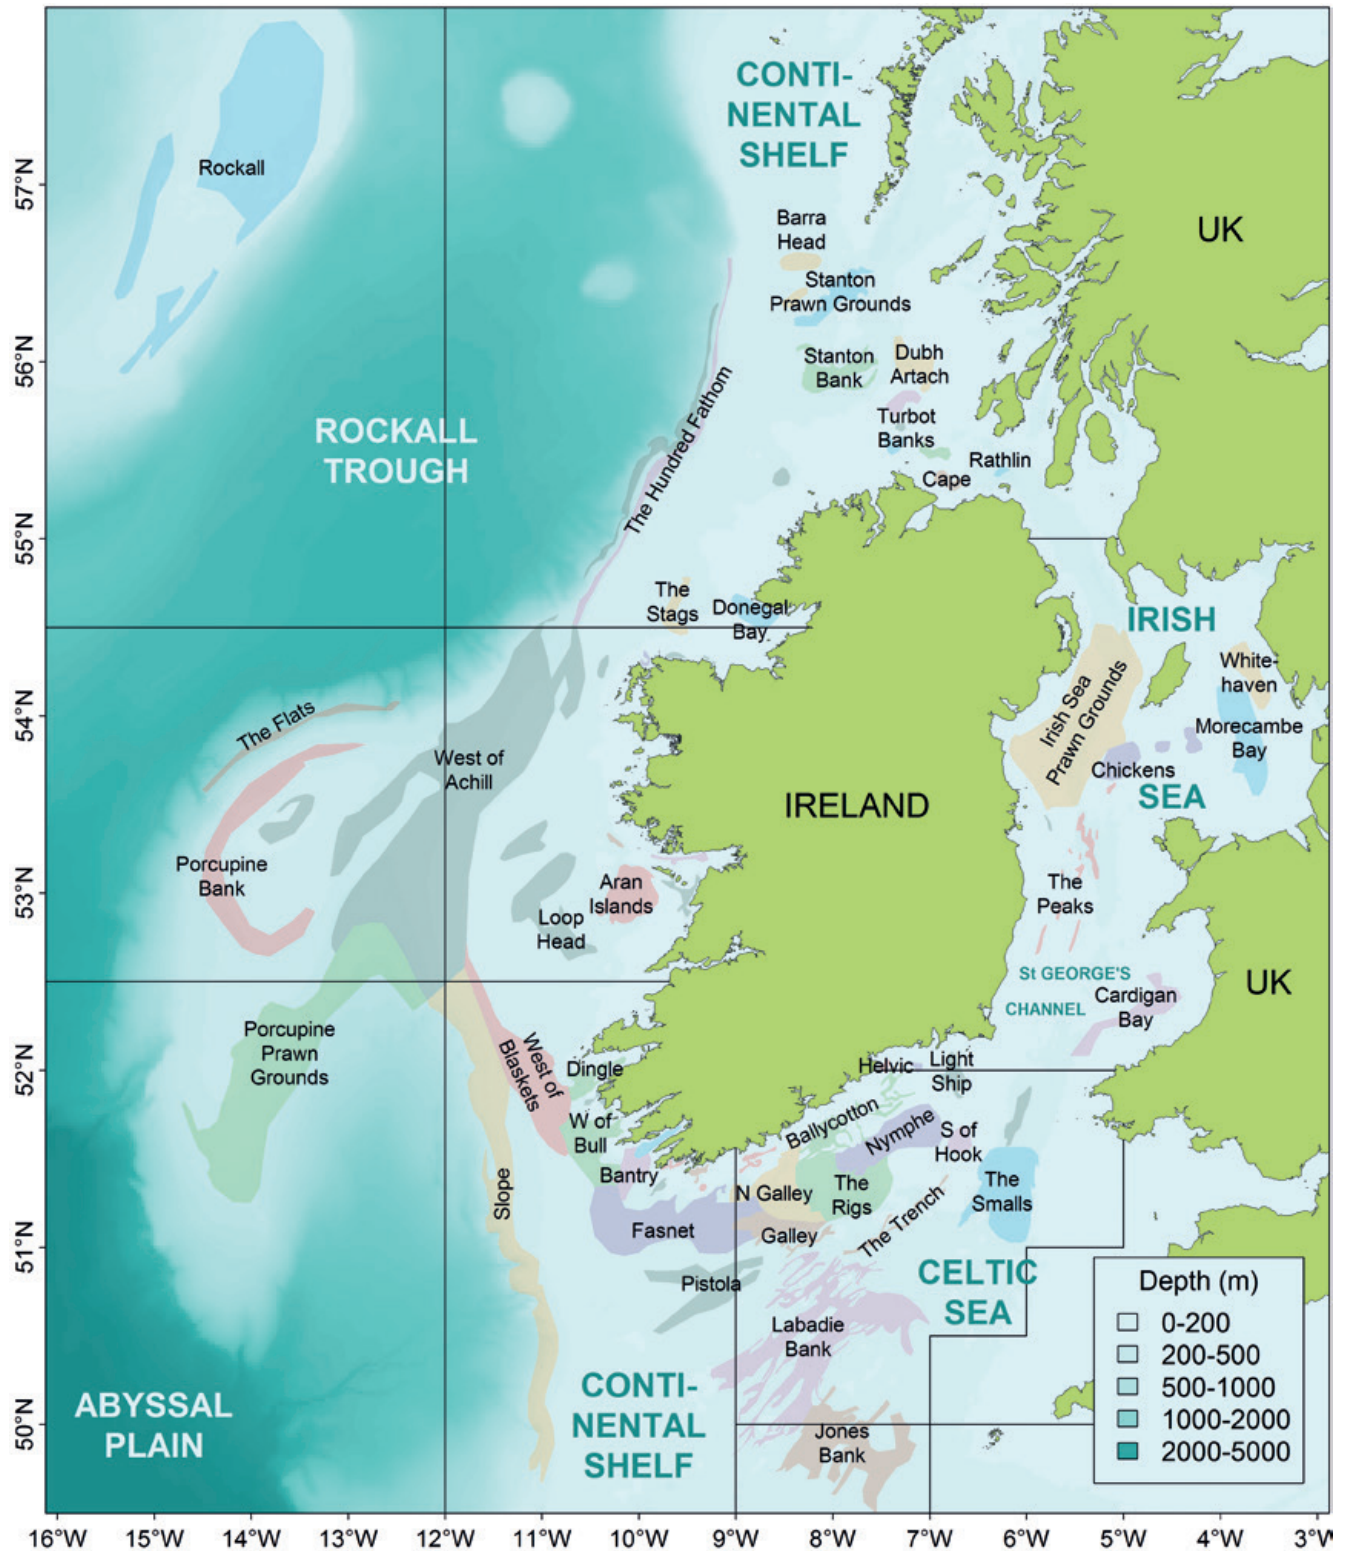 CONTI-
NENTAL
SHELF
57°N
Rockall
Barra
Head
UK
Stanton
Prawn Grounds
56°N
Stanton
Bank
Dubh
Artach
The Hundred Fathom
Turbot
Banks
ROCKALL
TROUGH
Rathlin
Cape
55°N
The
Stags
Donegal
Bay
IRISH
White-
haven
54°N
The Flats
Irish Sea
Prawn Grounds
Morecambe
Bay
West of
Achill
Chickens
SEA
IRELAND
Porcupine
Bank
53°N
Aran
Islands
The
Peaks
Loop
Head
St GEORGE'S
CHANNEL
UK
Cardigan
Bay
Porcupine
Prawn
Grounds
52°N
West of
Blaskets
Dingle
Helvic
Light
Ship
W of
Bull
Ballycotton
Nymphe
S of
Hook
Bantry
Slope
N Galley
The
Rigs
The
Smalls
The Trench
Fasnet
Galley
51°N
Pistola
CELTIC
SEA
Labadie
Bank
Depth (m)
0-200
200-500
500-1000
1000-2000
2000-5000
CONTI-
NENTAL
SHELF
ABYSSAL
PLAIN
50°N
Jones
Bank
16°W
15°W
14°W
13°W
12°W
11°W
10°W
9°W
8°W
7°W
6°W
5°W
4°W
3°W